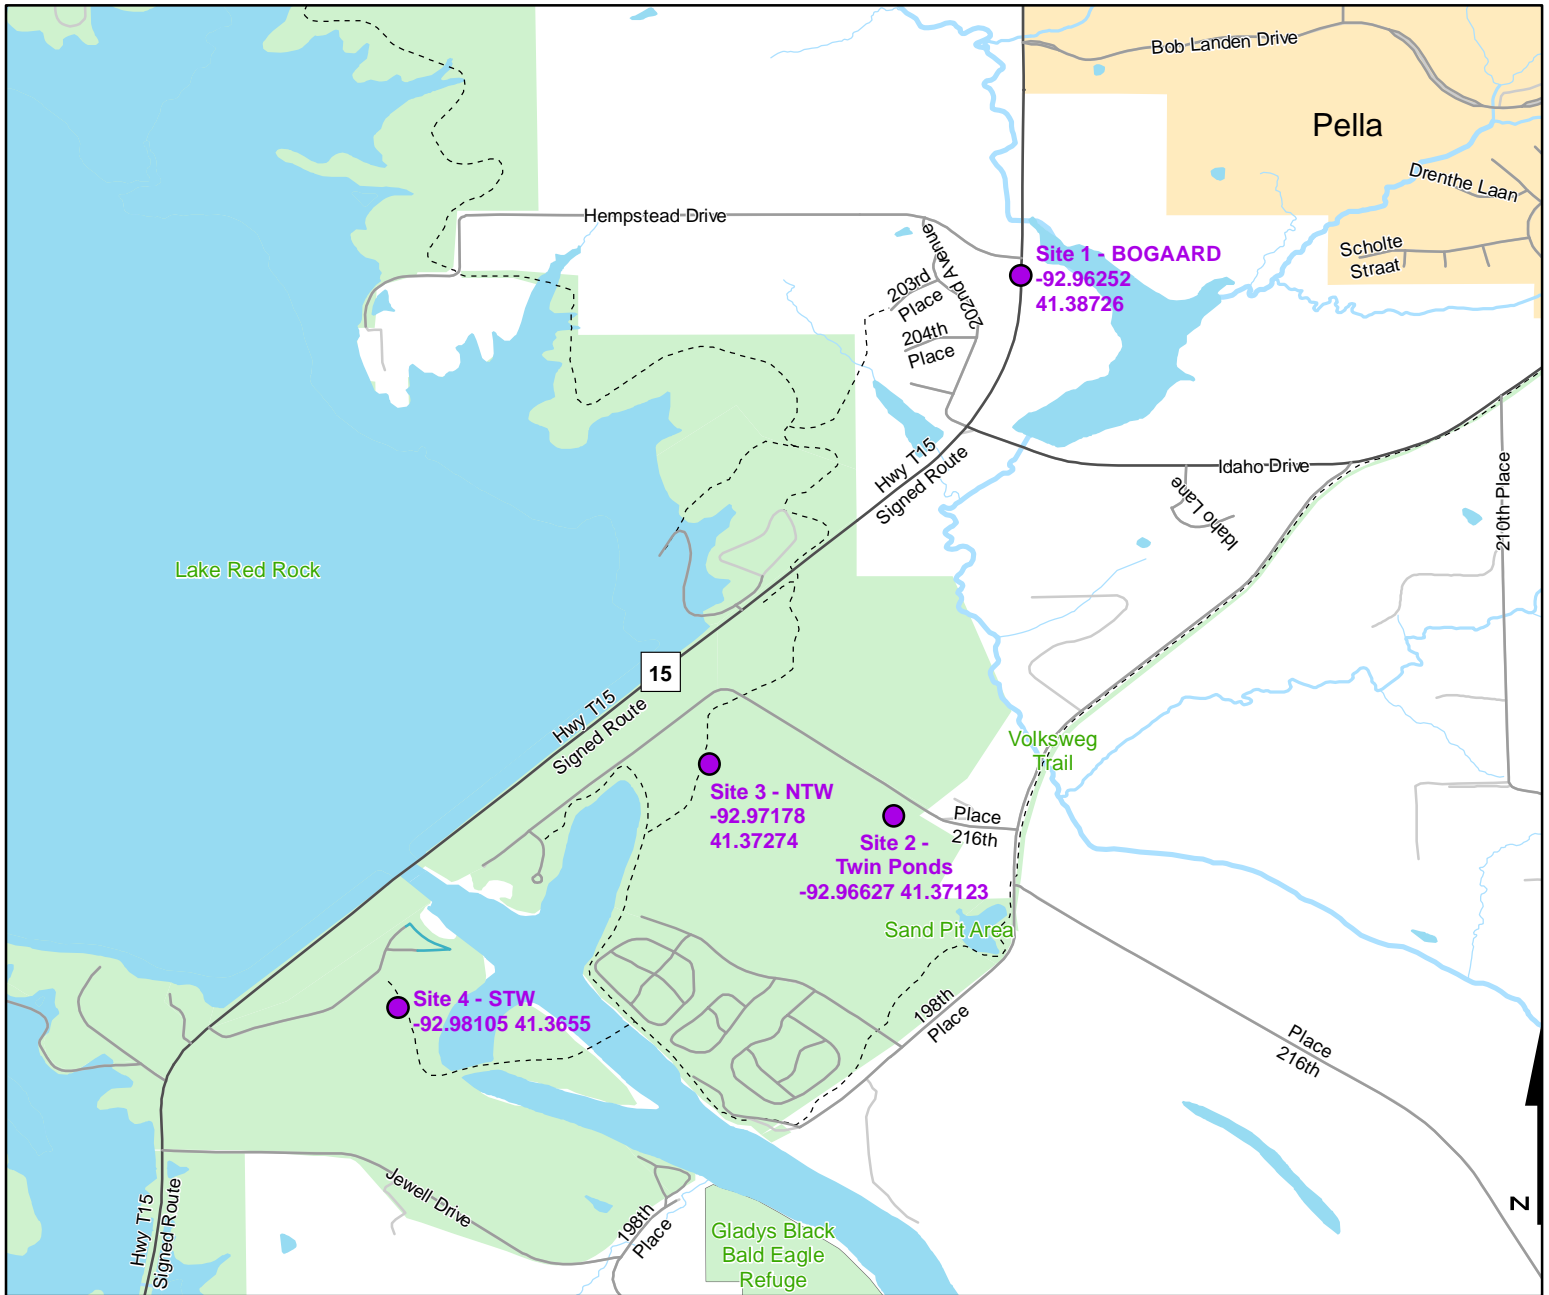 Bob Landen Drive
Pella
Drenthe Laan
Hempstead Drive
Scholte
Straat
202nd Avenue
Site 1 - BOGAARD
-92.96252
41.38726
203rd
Place
204th
Place
Hwy T15
Signed Route
Idaho Drive
Idaho Lane
210th Place
Lake Red Rock
15
Hwy T15
Signed Route
Volksweg
Trail
Site 3 - NTW
-92.97178
41.37274
Place
216th
Site 2 -
Twin Ponds
-92.96627 41.37123
Sand Pit Area
Site 4 - STW
-92.98105 41.3655
198th
Place
Place
216th
Jewell Drive
Hwy T15
Signed Route
198th
Place
Gladys Black
Bald Eagle
Refuge
N